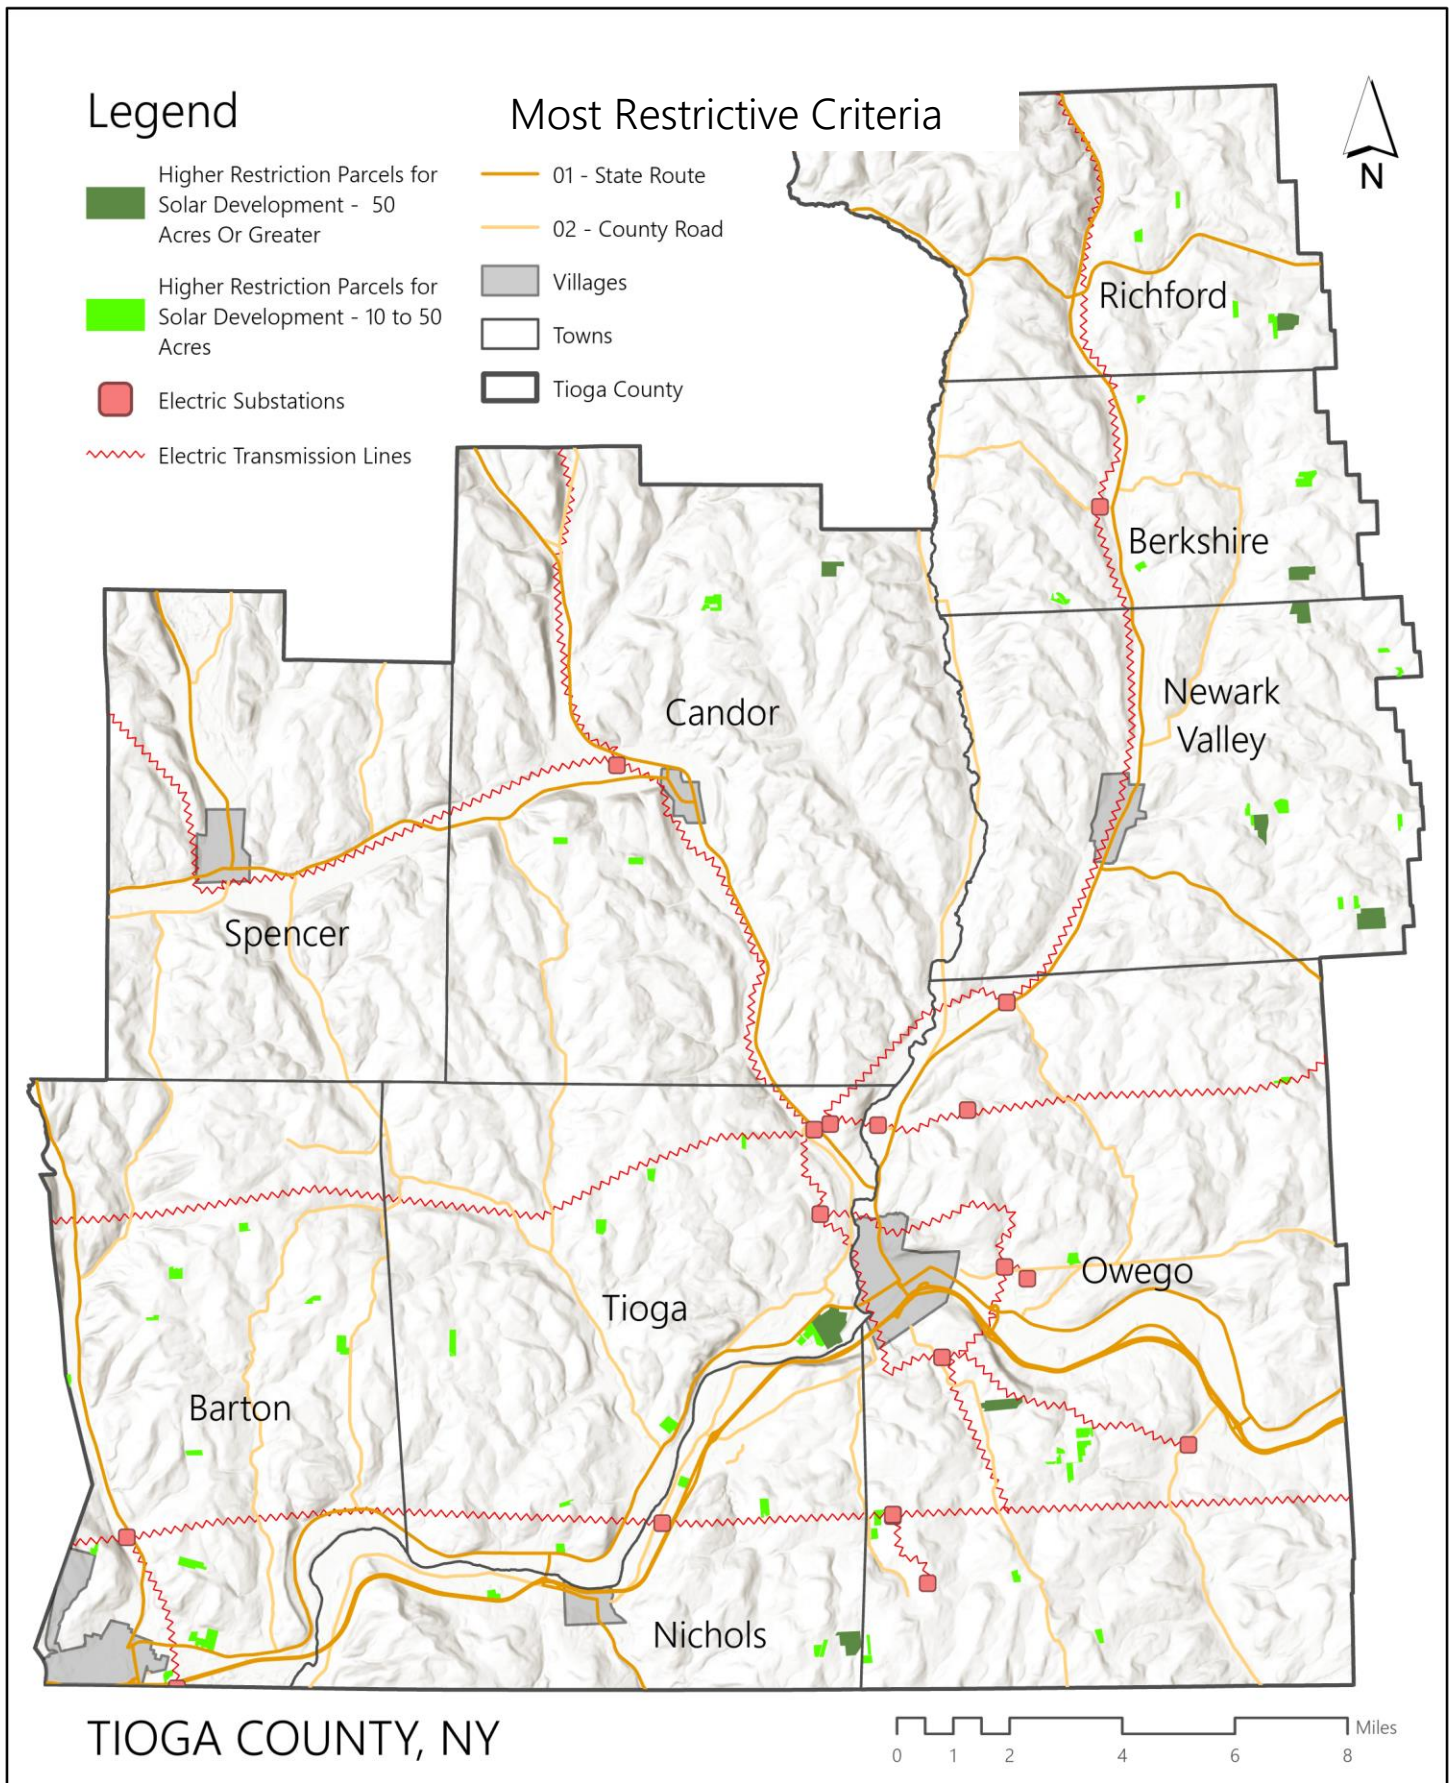 Legend
Most Restrictive Criteria
Higher Restriction Parcels for
Solar Development - 50
Acres Or Greater
Higher Restriction Parcels for
Solar Development - 10 to 50
Acres
Electric Substations
Electric Transmission Lines
01 - State Route
02 - County Road
Villages
Towns
Tioga County
N
Richford
Berkshire
Newark
Valley
Candor
Spencer
Owego
Tioga
Barton
Nichols
TIOGA COUNTY, NY
Miles
0 1 2 4 6 8